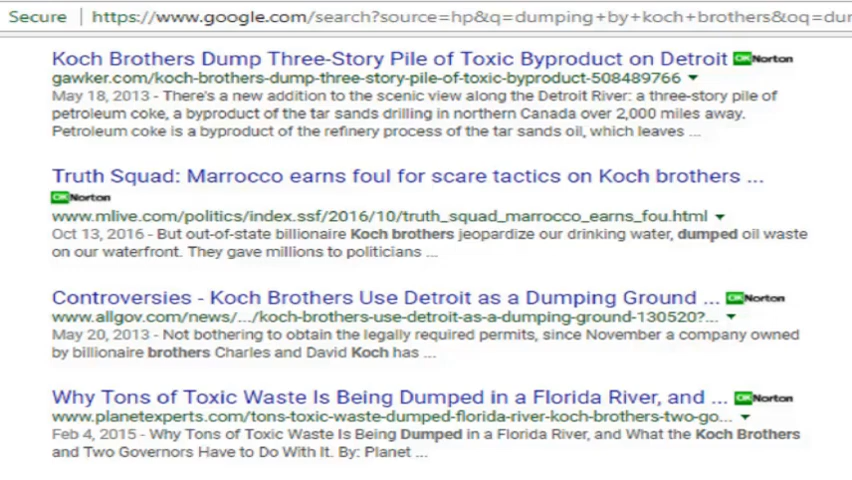 Secure https://www.google.com/search?source=hp&q=dumping+by+koch+brothers&oq=dur
Koch Brothers Dump Three-Story Pile of Toxic Byproduct on Detroit OK Norton
gawker.com/koch-brothers-dump-three-story-pile-of-toxic-byproduct-508489766
May 18, 2013 - There's a new addition to the scenic view along the Detroit River: a three-story pile of
petroleum coke, a byproduct of the tar sands drilling in northern Canada over 2,000 miles away.
Petroleum coke is a byproduct of the refinery process of the tar sands oil, which leaves ...
Truth Squad: Marrocco earns foul for scare tactics on Koch brothers ...
OK Norton
www.mlive.com/politics/index.ssf/2016/10/truth_squad_marrocco_earns_fou.html
Oct 13, 2016 - But out-of-state billionaire Koch brothers jeopardize our drinking water, dumped oil waste
on our waterfront. They gave millions to politicians ...
Controversies - Koch Brothers Use Detroit as a Dumping Ground ... OK Norton
www.allgov.com/news/.../koch-brothers-use-detroit-as-a-dumping-ground-130520?...
May 20, 2013 - Not bothering to obtain the legally required permits, since November a company owned
by billionaire brothers Charles and David Koch has ...
Why Tons of Toxic Waste Is Being Dumped in a Florida River, and ... OK Norton
www.planetexperts.com/tons-toxic-waste-dumped-florida-river-koch-brothers-two-go...
Feb 4, 2015 - Why Tons of Toxic Waste Is Being Dumped in a Florida River, and What the Koch Brothers
and Two Governors Have to Do With It. By: Planet ...